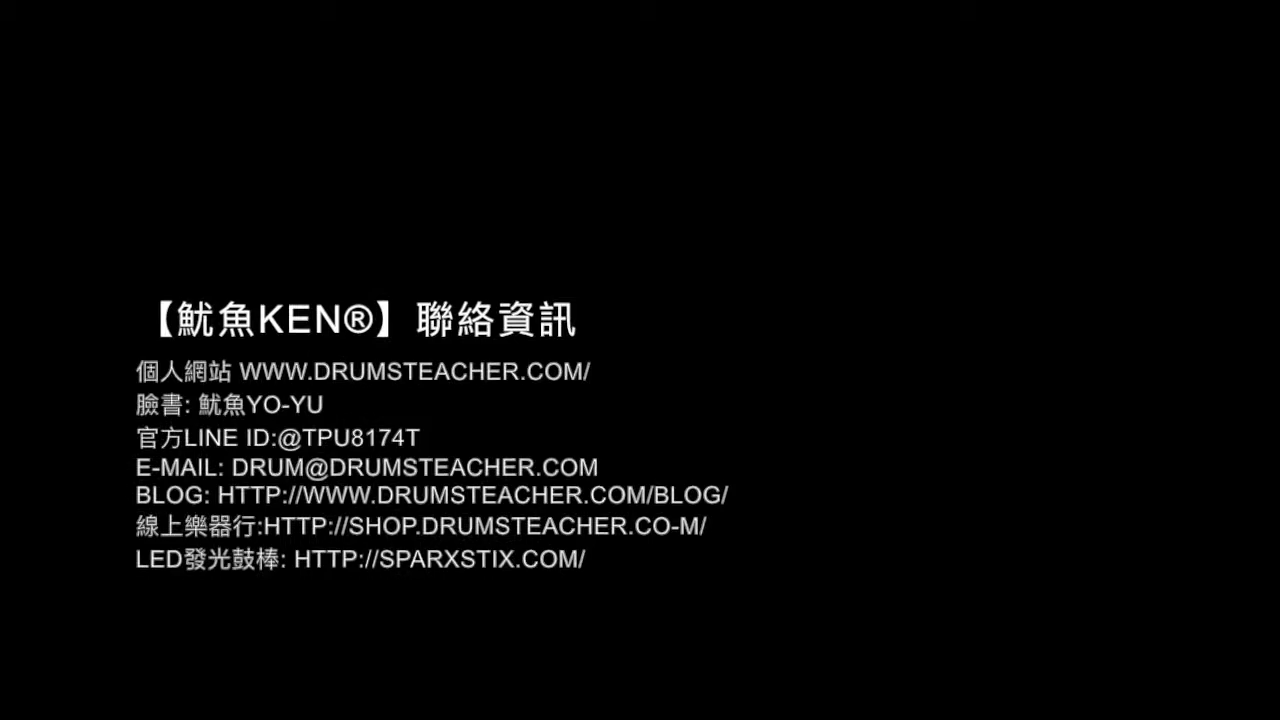 【魷魚KEN®】聯絡資訊
個人網站 WWW.DRUMSTEACHER.COM/
臉書: 魷魚YO-YU
官方LINE ID:@TPU8174T
E-MAIL: DRUM@DRUMSTEACHER.COM
BLOG: HTTP://WWW.DRUMSTEACHER.COM/BLOG/
線上樂器行:HTTP://SHOP.DRUMSTEACHER.CO-M/
LED發光鼓棒: HTTP://SPARXSTIX.COM/